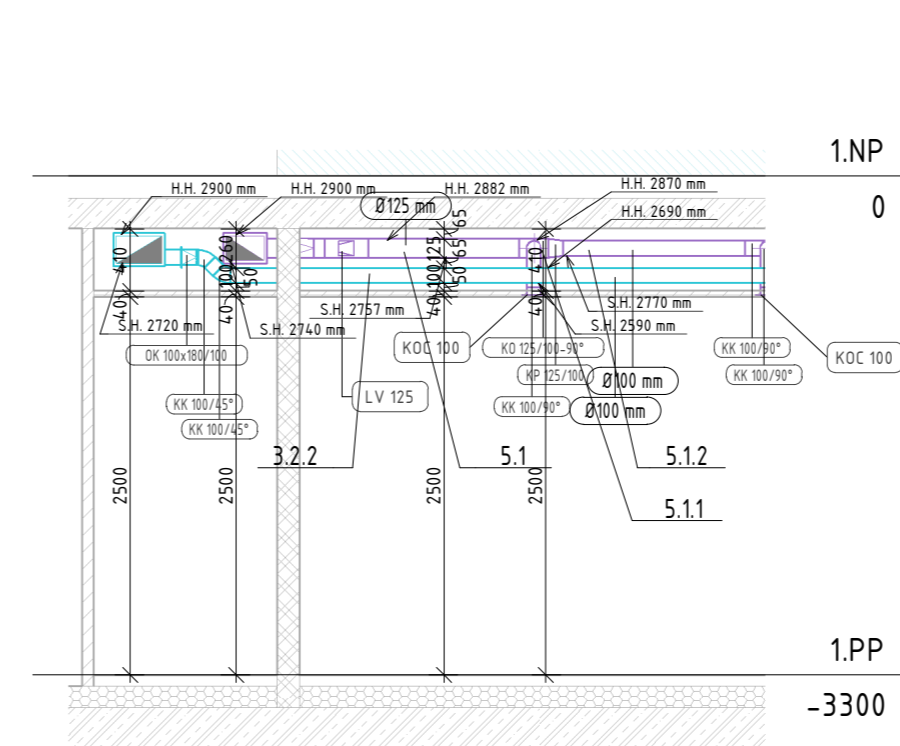 1.NP
0
H.H. 2900 mm
H.H. 2900 mm
H.H. 2882 mm
H.H. 2870 mm
H.H. 2690 mm
Ø125 mm
65
410
260
100
50
125
65
100
50
410
40
40
40
40
S.H. 2720 mm
S.H. 2740 mm
S.H. 2757 mm
S.H. 2770 mm
S.H. 2590 mm
OK 100x180/100
KOC 100
KO 125/100-90°
KK 100/90°
KOC 100
KP 125/100
Ø100 mm
KK 100/90°
KK 100/45°
LV 125
KK 100/90°
Ø100 mm
KK 100/45°
3.2.2
5.1
5.1.2
2500
2500
2500
2500
5.1.1
1.PP
-3300